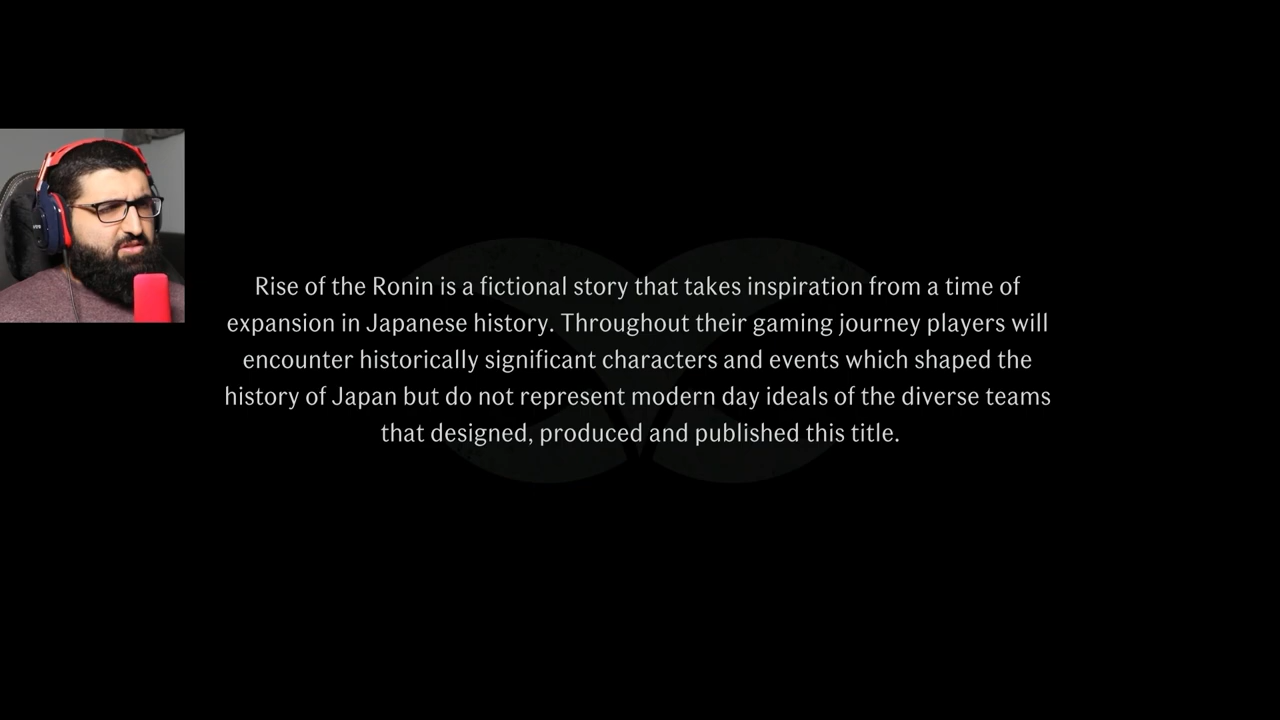 Rise of the Ronin is a fictional story that takes inspiration from a time of
expansion in Japanese history. Throughout their gaming journey players will
encounter historically significant characters and events which shaped the
history of Japan but do not represent modern day ideals of the diverse teams
that designed, produced and published this title.